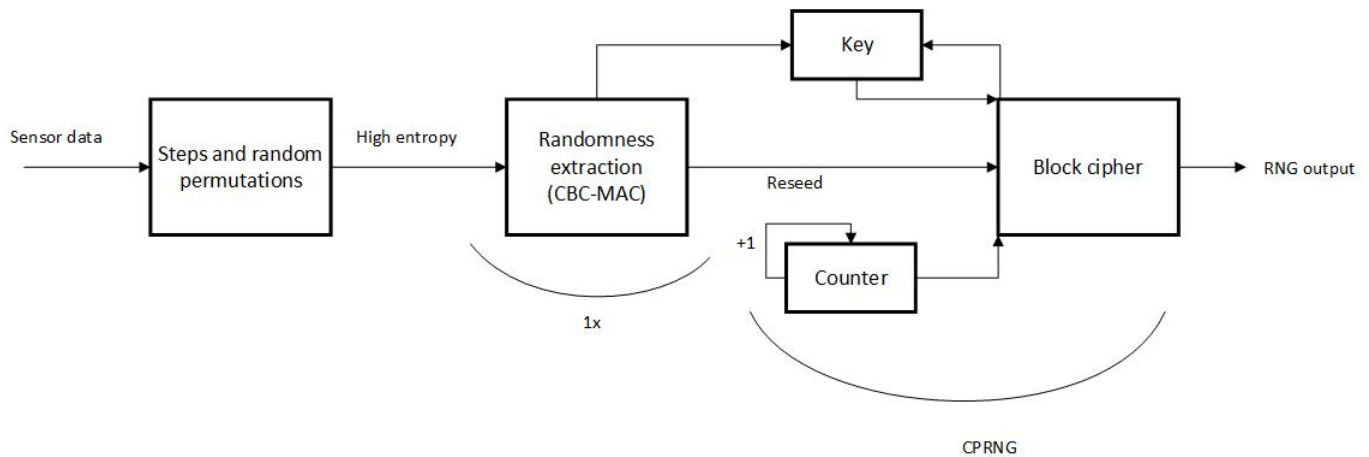 Key
Sensor data
Steps and random
permutations
High entropy
Randomness
extraction
(CBC-MAC)
Reseed
Block cipher
RNG output
+1
Counter
1x
CPRNG